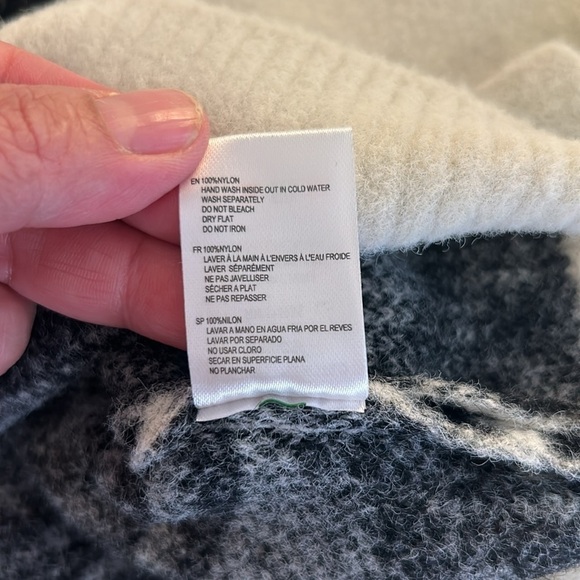 EN 100%NYLON
HAND WASH INSIDE OUT IN COLD WATER
WASH SEPARATELY
DO NOT BLEACH
DRY FLAT
DO NOT IRON
FR 100%NYLON
LAVER À LA MAIN À L'ENVERS À L'EAU FROIDE
LAVER SÉPARÉMENT
NE PAS JAVELLISER
SÉCHER A PLAT
NE PAS REPASSER
SP 100%NILON
LAVAR A MANO EN AGUA FRIA POR EL REVES
LAVAR POR SEPARADO
NO USAR CLORO
SECAR EN SUPERFICIE PLANA
NO PLANCHAR